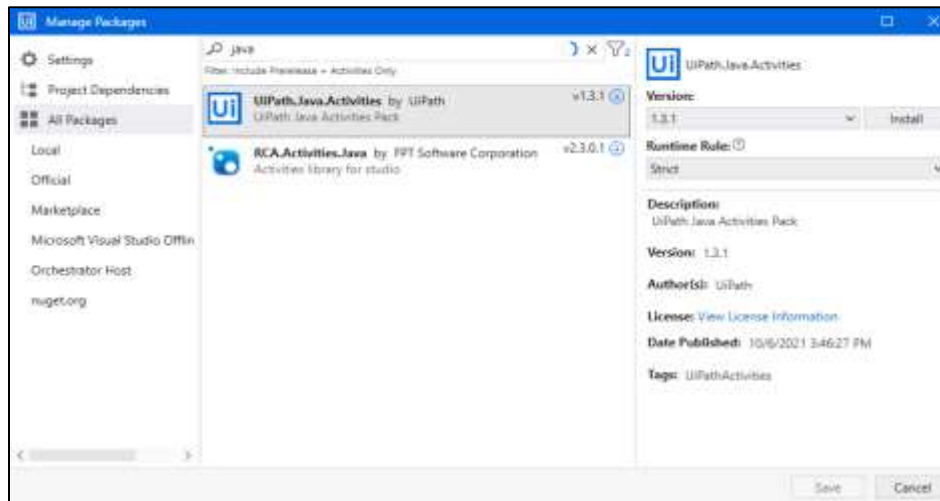 Ui Manage Packages
Settings
Project Dependencies
All Packages
Local
Official
Marketplace
Microsoft Visual Studio Offlin
Orchestrator Host
nuget.org
java
Filter: Include Prerelease + Activities Only
2
Ui
UiPath.Java.Activities by UiPath v1.3.1
UiPath Java Activities Pack
RCA.Activities.Java by FPT Software Corporation v2.3.0.1
Activities library for studio
Ui UiPath.Java.Activities
Version:
1.3.1 Install
Runtime Rule:
Strict
Description:
UiPath Java Activities Pack
Version: 1.3.1
Author(s): UiPath
License: View License Information
Date Published: 10/6/2021 3:46:27 PM
Tags: UiPathActivities
Save Cancel